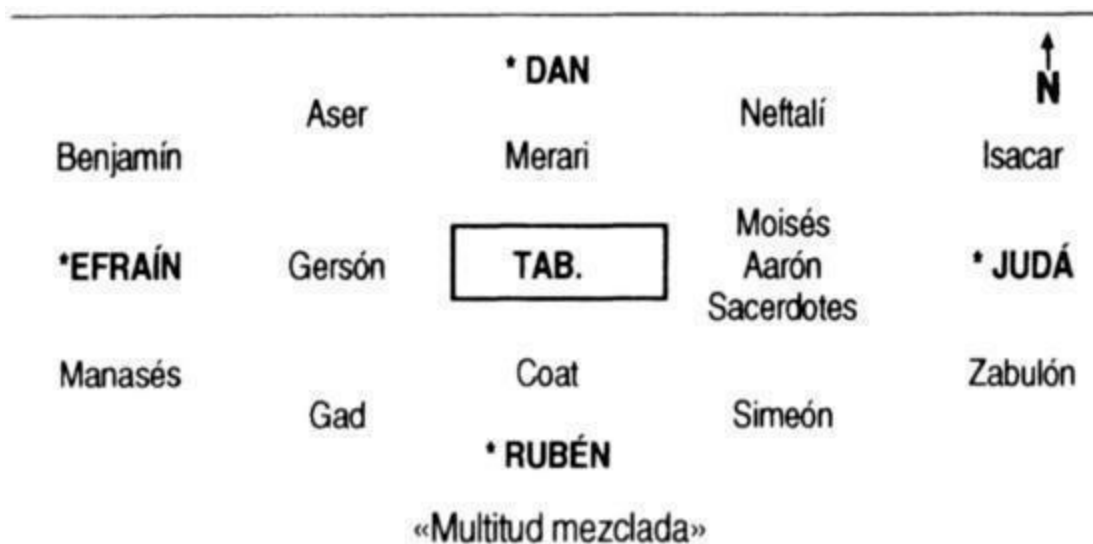 * DAN
N
Aser
Neftalí
Benjamín
Merari
Isacar
Moisés
*EFRAÍN
Gersón
TAB.
Aarón
* JUDÁ
Sacerdotes
Manasés
Coat
Zabulón
Gad
Simeón
* RUBÉN
«Multitud mezclada»